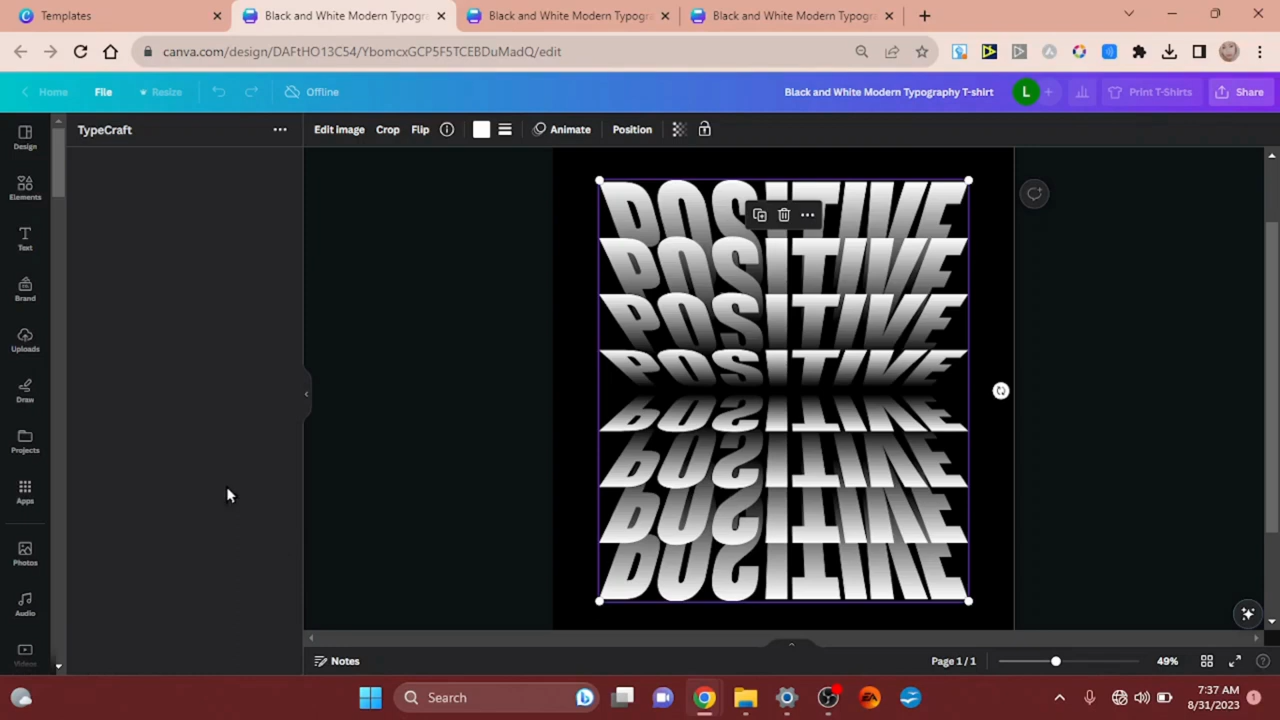 Templates
Black and White Modern Typogr
Black and White Modern Typogr
Black and White Modern Typogr
canva.com/design/DAFtHO13C54/YbomcxGCP5F5TCEBDuMadQ/edit
Home
File
Resize
Offline
Black and White Modern Typography T-shirt
L
Print T-Shirts
Share
Design
Elements
Text
Brand
Uploads
Draw
Projects
Apps
Photos
Audio
Videos
TypeCraft
Edit image
Crop
Flip
Animate
Position
POSITIVE
POSITIVE
POSITIVE
POSITIVE
POSITIVE
POSITIVE
POSITIVE
POSITIVE
Notes
Page 1 / 1
49%
Search
EA
7:37 AM
8/31/2023
1